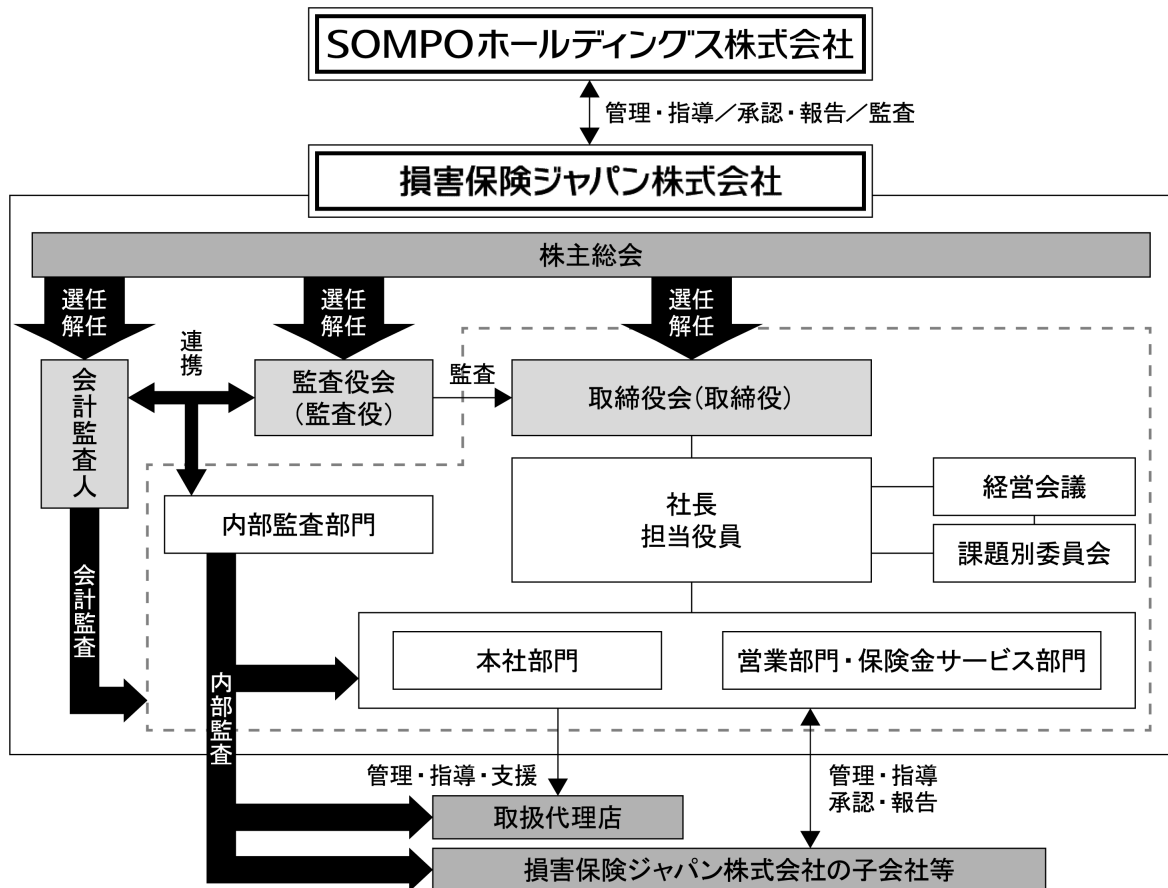 SOMPOホールディングス株式会社
管理・指導／承認・報告／監査
損害保険ジャパン株式会社
株主総会
選任
解任
選任
解任
選任
解任
連携
会計監査人
監査役会
（監査役）
監査
取締役会（取締役）
内部監査部門
社長
担当役員
経営会議
課題別委員会
会計監査
内部監査
本社部門
営業部門・保険金サービス部門
管理・指導・支援
管理・指導
承認・報告
取扱代理店
損害保険ジャパン株式会社の子会社等